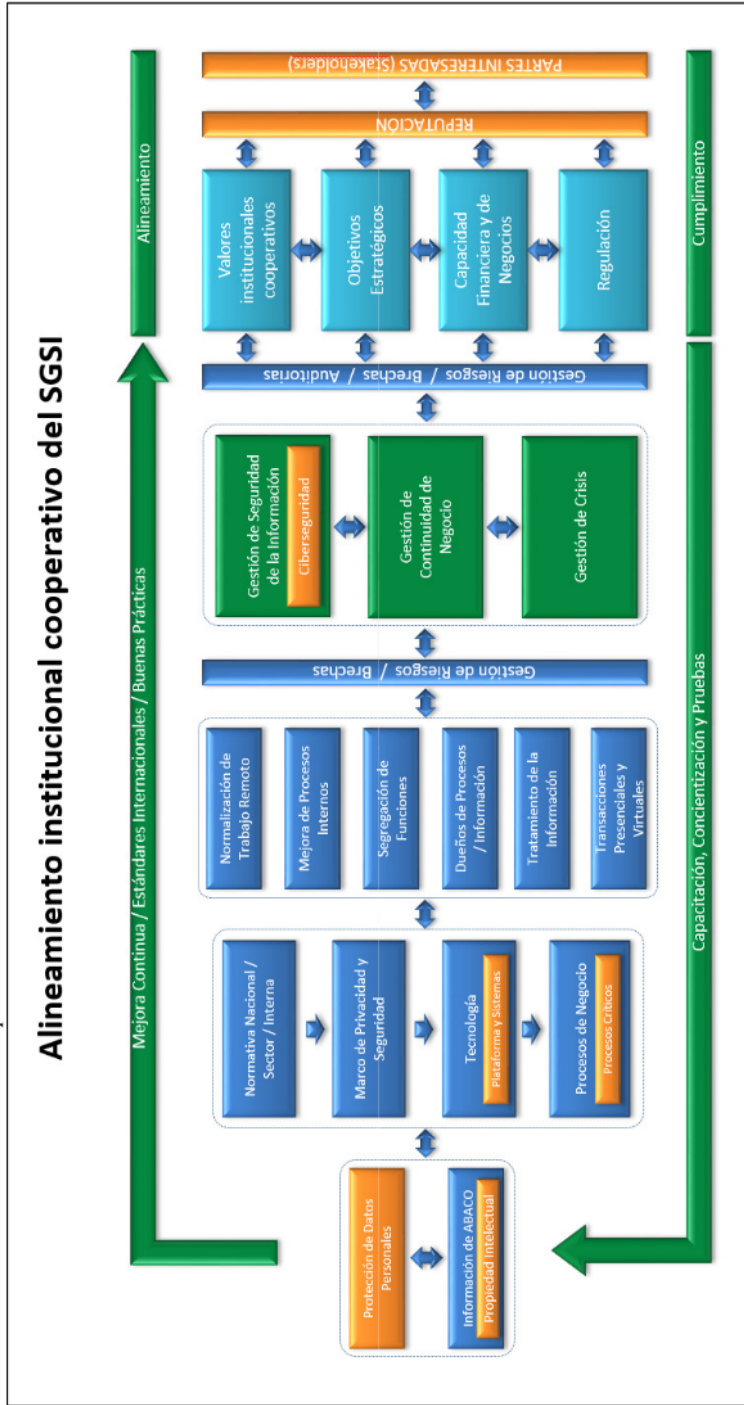 Alineamiento institucional cooperativo del SGSI
Mejora Continua / Estándares Internacionales / Buenas Prácticas
Alineamiento
Protección de Datos
Personales
Información de ABACO
Propiedad Intelectual
Normativa Nacional /
Sector / Interna
Marco de Privacidad y
Seguridad
Tecnología
Plataforma y Sistemas
Procesos de Negocio
Procesos Críticos
Normalización de
Trabajo Remoto
Mejora de Procesos
Internos
Segregación de
Funciones
Dueños de Procesos
/ Información
Tratamiento de la
Información
Transacciones
Presenciales y
Virtuales
Gestión de Riesgos / Brechas
Gestión de Seguridad
de la Información
Ciberseguridad
Gestión de
Continuidad de
Negocio
Gestión de Crisis
Gestión de Riesgos / Brechas / Auditorias
Valores
institucionales
cooperativos
Objetivos
Estratégicos
Capacidad
Financiera y de
Negocios
Regulación
REPUTACIÓN
PARTES INTERESADAS (Stakeholders)
Capacitación, Concientización y Pruebas
Cumplimiento